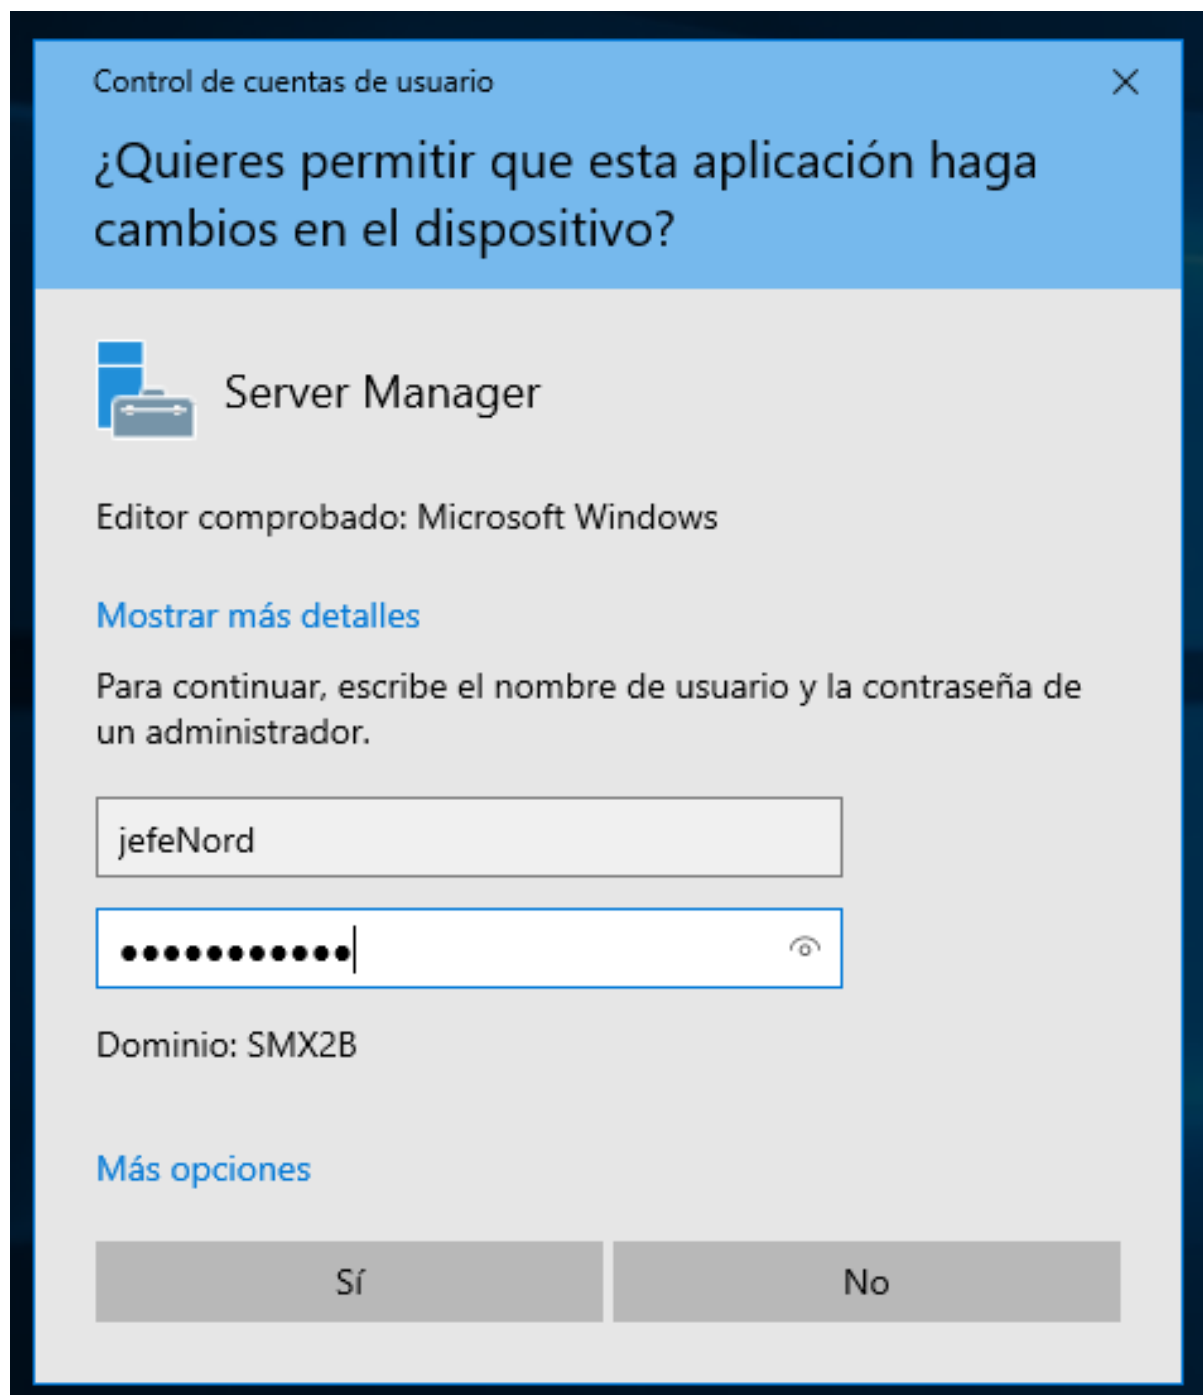 Control de cuentas de usuario
¿Quieres permitir que esta aplicación haga
cambios en el dispositivo?
Server Manager
Editor comprobado: Microsoft Windows
Mostrar más detalles
Para continuar, escribe el nombre de usuario y la contraseña de
un administrador.
jefeNord
●●●●●●●●●●●
Dominio: SMX2B
Más opciones
Sí No